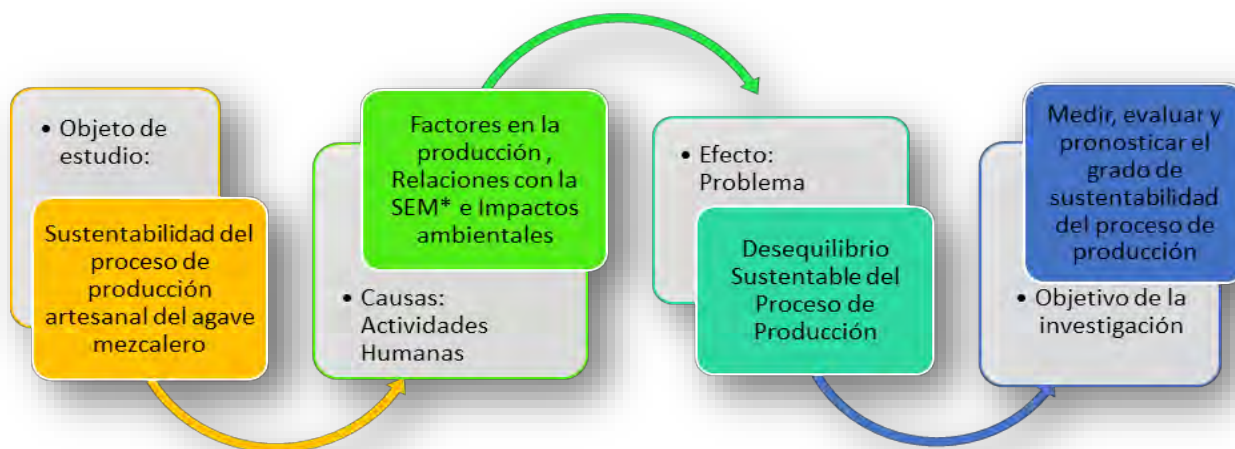 • Objeto de
estudio:
Sustentabilidad del
proceso de
producción
artesanal del agave
mezcalero
Factores en la
producción ,
Relaciones con la
SEM* e Impactos
ambientales
• Causas:
Actividades
Humanas
• Efecto:
Problema
Desequilibrio
Sustentable del
Proceso de
Producción
Medir, evaluar y
pronosticar el
grado de
sustentabilidad
del proceso de
producción
• Objetivo de la
investigación